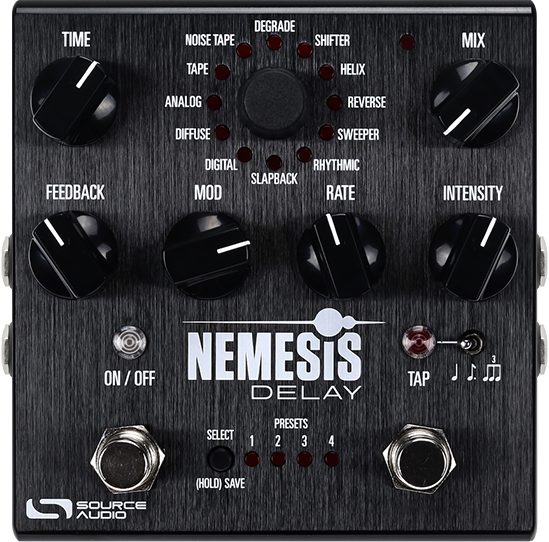 TIME
DEGRADE
NOISE TAPE
SHIFTER
MIX
TAPE
HELIX
ANALOG
REVERSE
DIFFUSE
SWEEPER
DIGITAL
RHYTHMIC
SLAPBACK
FEEDBACK
MOD
RATE
INTENSITY
NEMESIS
DELAY
ON / OFF
TAP
3
PRESETS
SELECT
1 2 3 4
(HOLD) SAVE
SOURCE
AUDIO